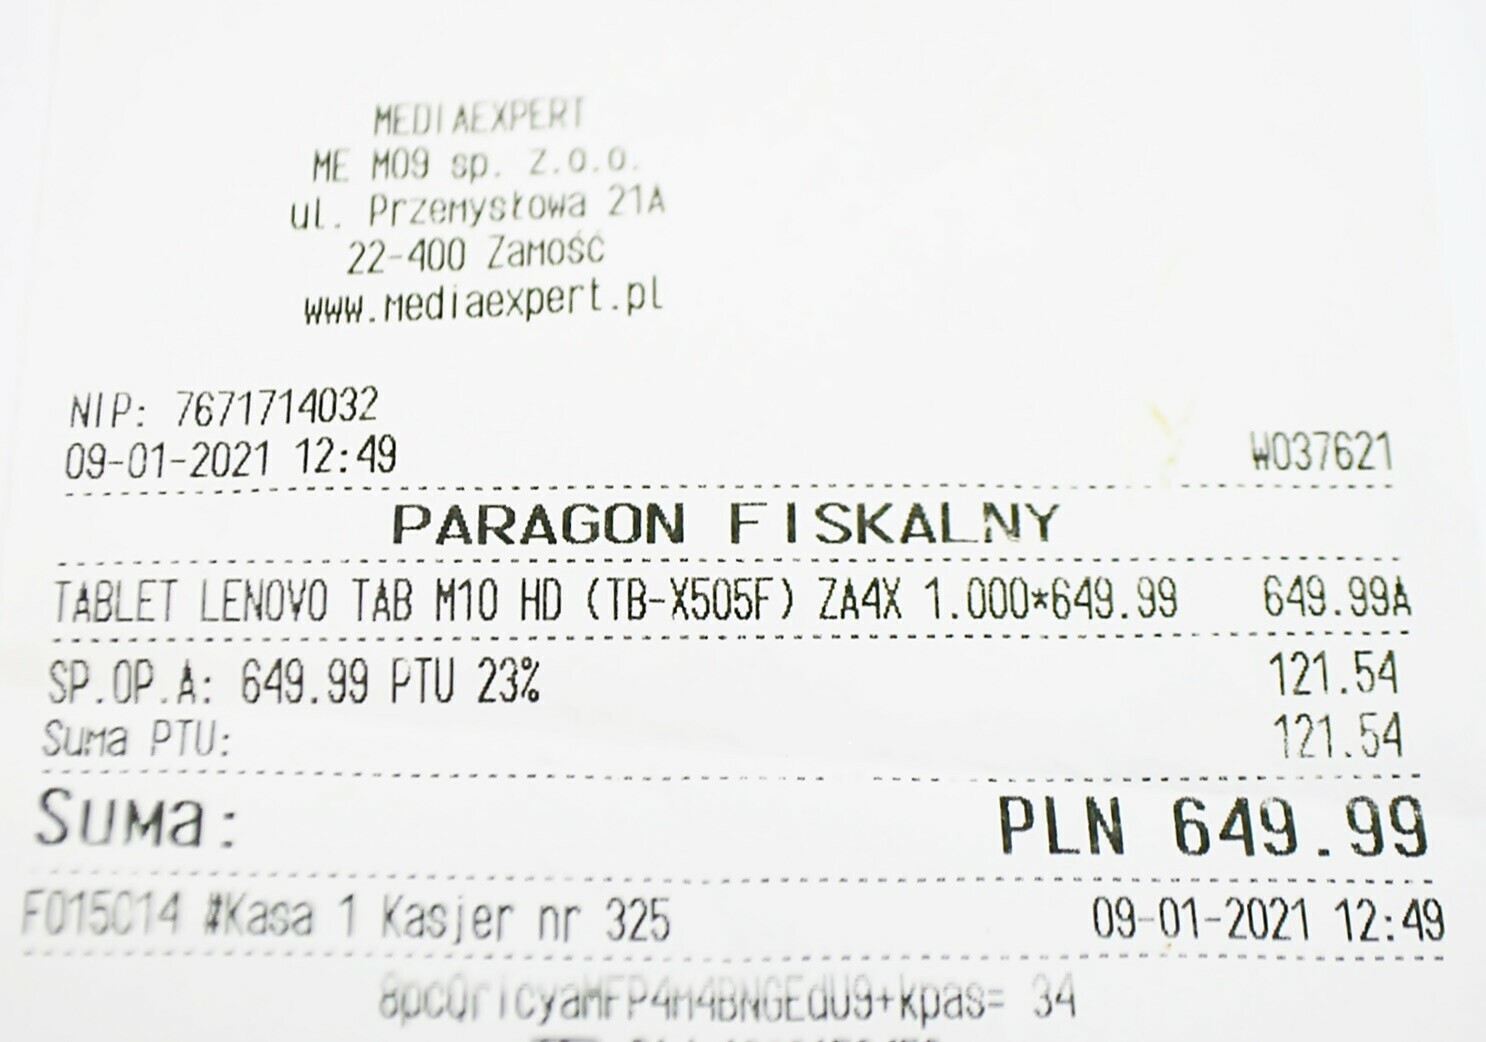 MEDIAEXPERT
ME M09 sp. z.o.o.
ul. Przemysłowa 21A
22-400 Zamość
www.mediaexpert.pl
NIP: 7671714032
09-01-2021 12:49 W037621
PARAGON FISKALNY
TABLET LENOVO TAB M10 HD (TB-X505F) ZA4X 1.000*649.99 649.99A
SP.OP.A: 649.99 PTU 23% 121.54
Suma PTU: 121.54
Suma: PLN 649.99
F015014 #Kasa 1 Kasjer nr 325 09-01-2021 12:49
34